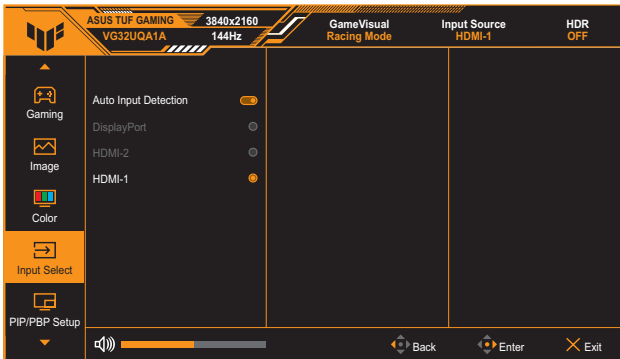 ASUS TUF GAMING 3840x2160
VG32UQA1A 144Hz
GameVisual
Racing Mode
Input Source
HDMI-1
HDR
OFF
Gaming
Image
Color
Input Select
PIP/PBP Setup
Auto Input Detection
DisplayPort
HDMI-2
HDMI-1
Back
Enter
Exit